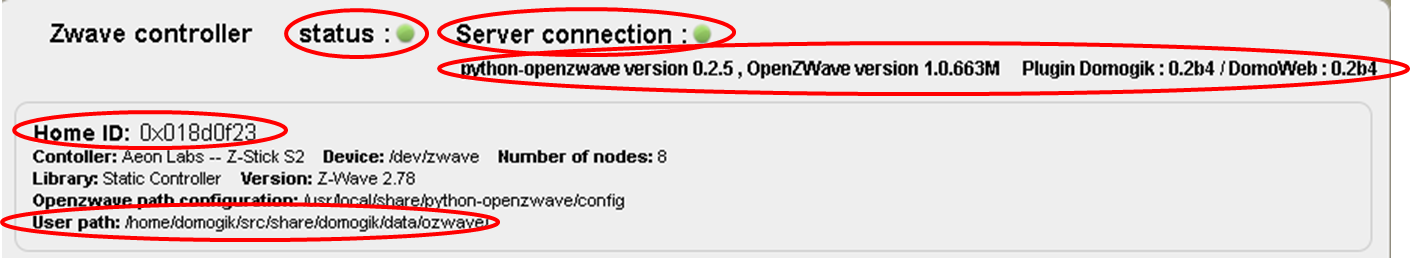 Zwave controller status : Server connection :
python-openzwave version 0.2.5 , OpenZWave version 1.0.663M Plugin Domogik : 0.2b4 / DomoWeb : 0.2b4
Home ID: 0x018d0f23
Contoller: Aeon Labs -- Z-Stick S2 Device: /dev/zwave Number of nodes: 8
Library: Static Controller Version: Z-Wave 2.78
Openzwave path configuration: /usr/local/share/python-openzwave/config
User path: /home/domogik/src/share/domogik/data/ozwave/